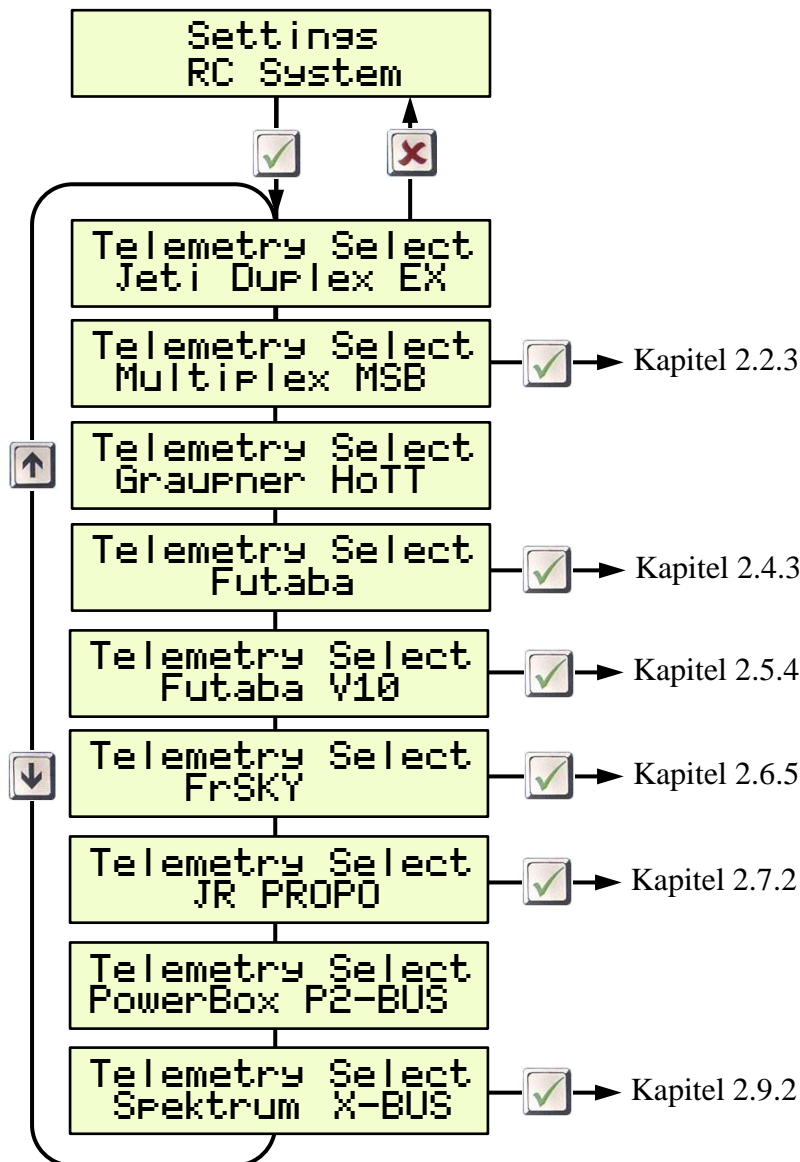 Settings
RC System
Telemetry Select
Jeti Duplex EX
Telemetry Select
Multiplex MSB
Kapitel 2.2.3
Telemetry Select
Graupner HoTT
Telemetry Select
Futaba
Kapitel 2.4.3
Telemetry Select
Futaba V10
Kapitel 2.5.4
Telemetry Select
FrSKY
Kapitel 2.6.5
Telemetry Select
JR PROPO
Kapitel 2.7.2
Telemetry Select
PowerBox P2-BUS
Telemetry Select
Spektrum X-BUS
Kapitel 2.9.2